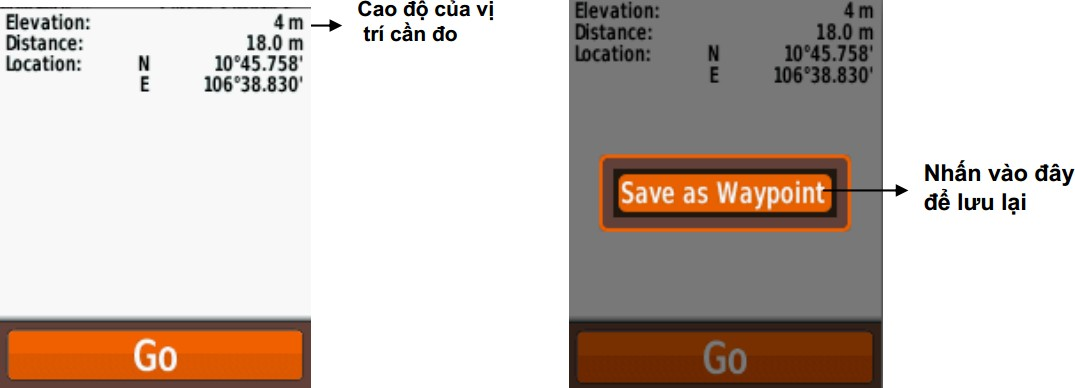 Elevation: 4 m
Distance: 18.0 m
Location: N 10°45.758'
E 106°38.830'
Go
Cao độ của vị
trí cần đo
Elevation: 4 m
Distance: 18.0 m
Location: N 10°45.758'
E 106°38.830'
Save as Waypoint
Go
Nhấn vào đây
để lưu lại